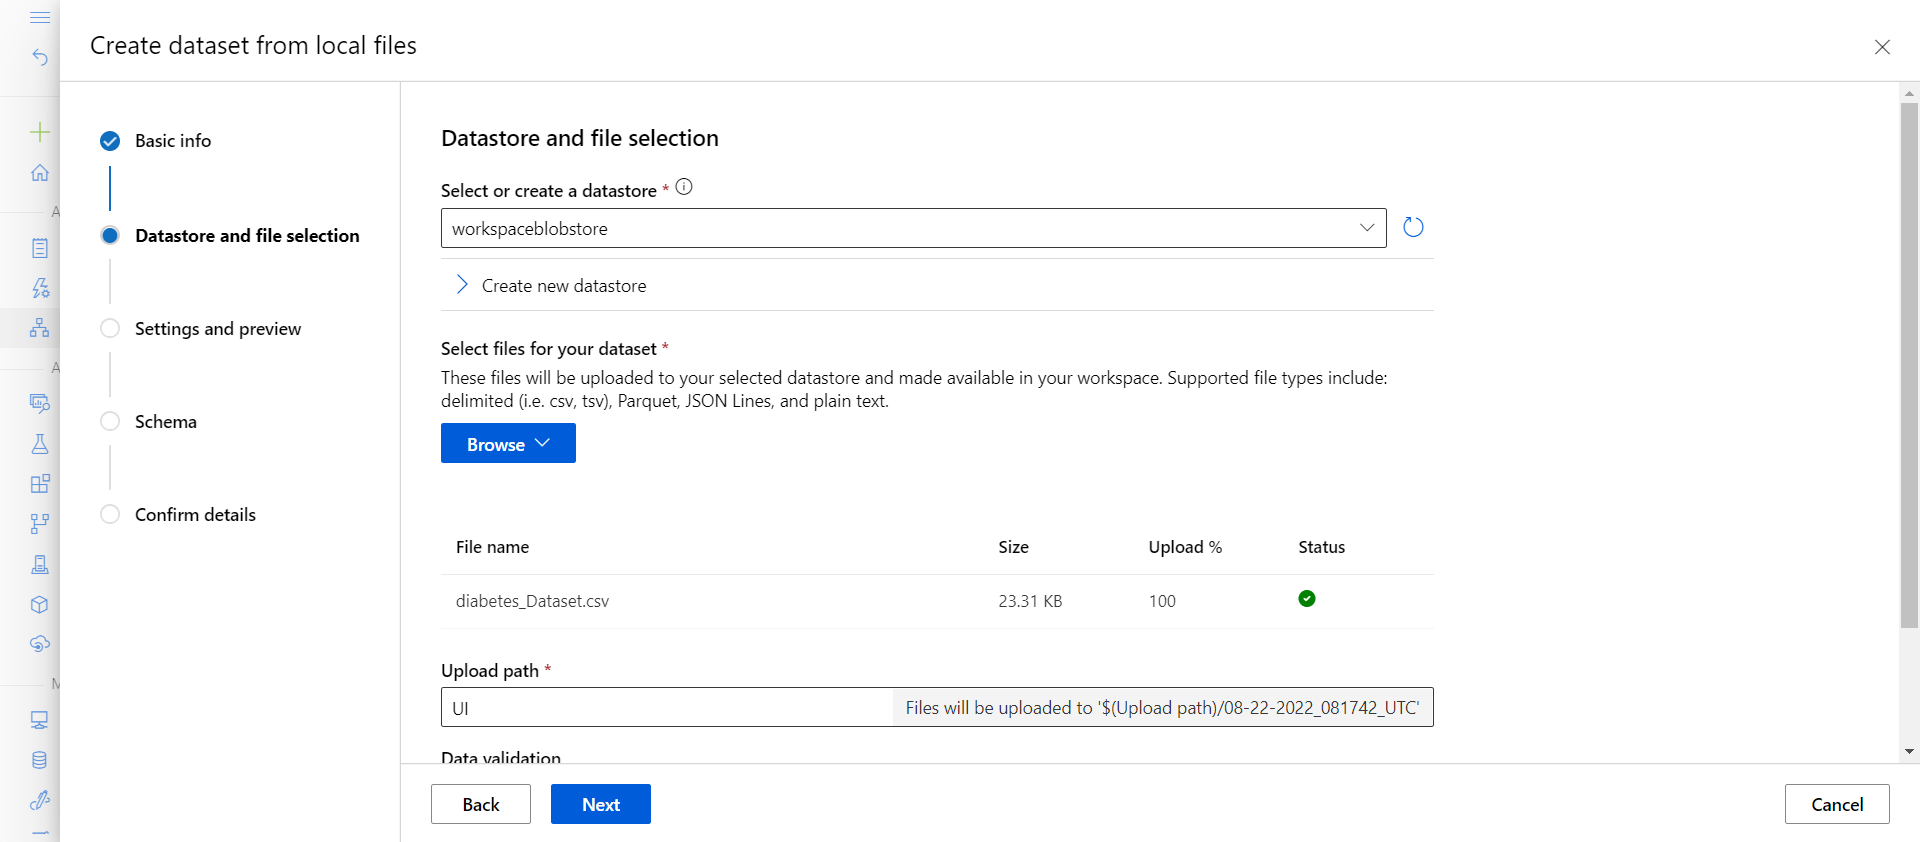 Create dataset from local files
Basic info
Datastore and file selection
Settings and preview
Schema
Confirm details
Datastore and file selection
Select or create a datastore *
workspaceblobstore
Create new datastore
Select files for your dataset *
These files will be uploaded to your selected datastore and made available in your workspace. Supported file types include:
delimited (i.e. csv, tsv), Parquet, JSON Lines, and plain text.
Browse
File name Size Upload % Status
diabetes_Dataset.csv 23.31 KB 100
Upload path *
UI Files will be uploaded to '$(Upload path)/08-22-2022_081742_UTC'
Data validation
Back Next Cancel